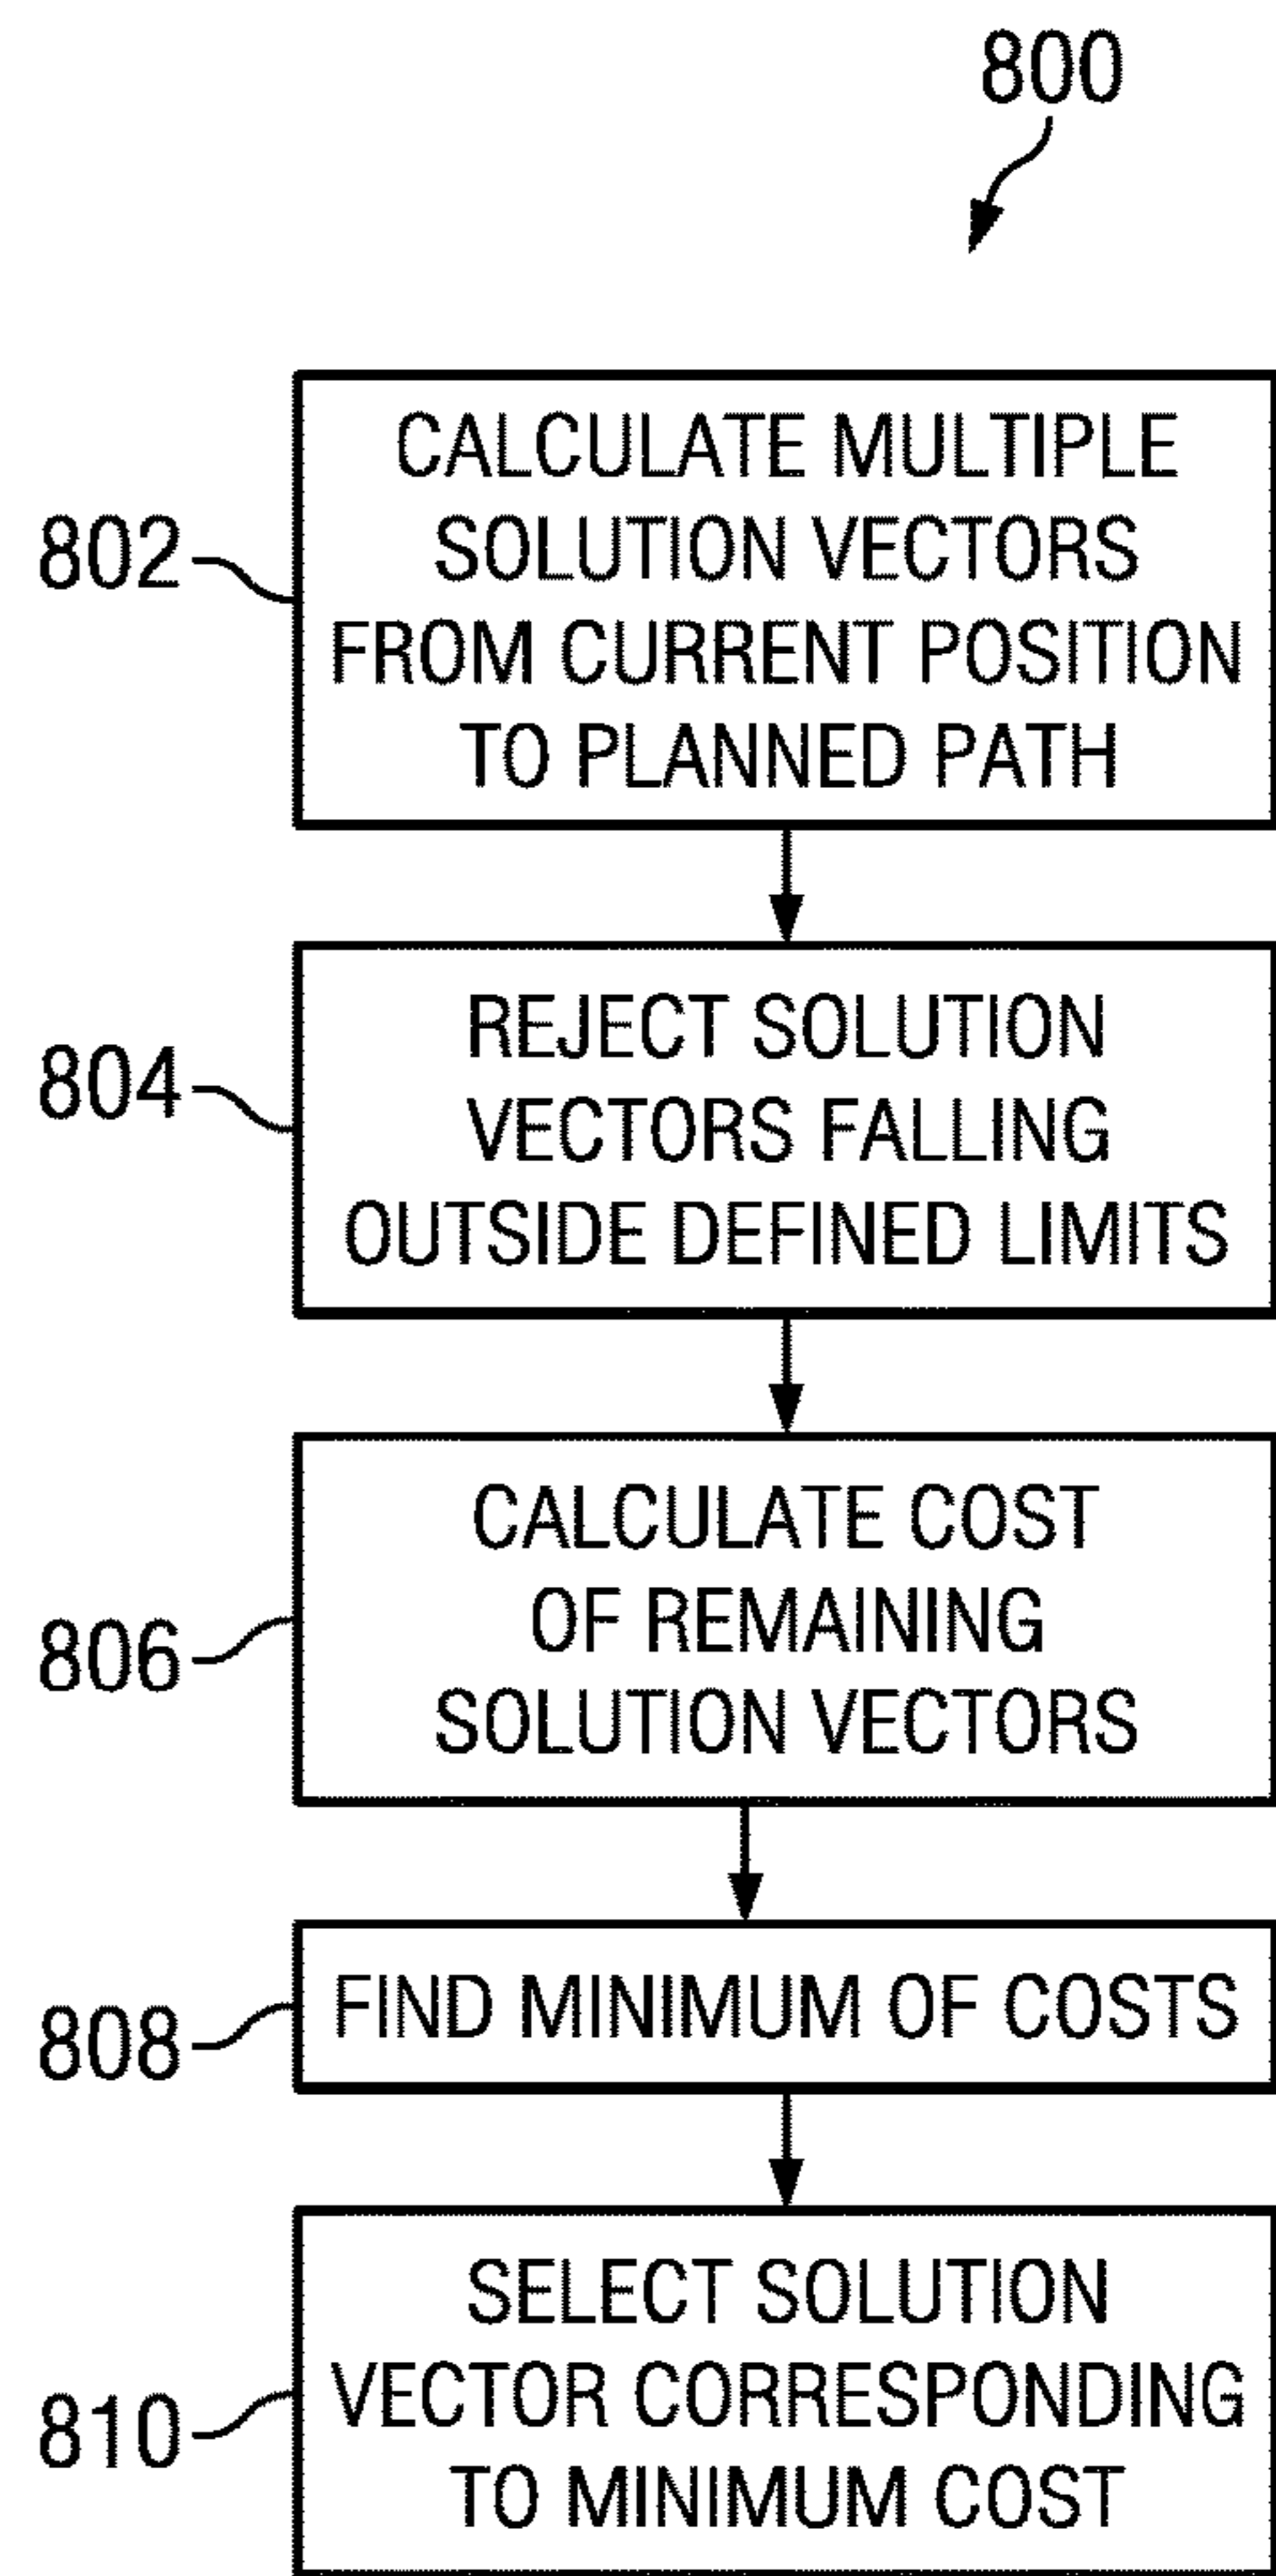 800
802
CALCULATE MULTIPLE
SOLUTION VECTORS
FROM CURRENT POSITION
TO PLANNED PATH
804
REJECT SOLUTION
VECTORS FALLING
OUTSIDE DEFINED LIMITS
806
CALCULATE COST
OF REMAINING
SOLUTION VECTORS
808
FIND MINIMUM OF COSTS
810
SELECT SOLUTION
VECTOR CORRESPONDING
TO MINIMUM COST